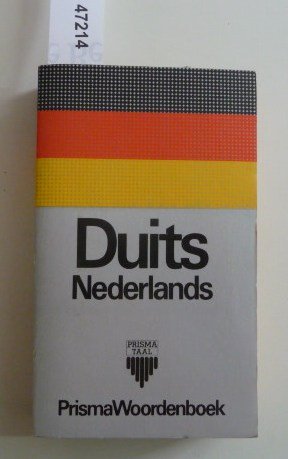 47214
Duits
Nederlands
PRISMA
TAAL
PrismaWoordenboek